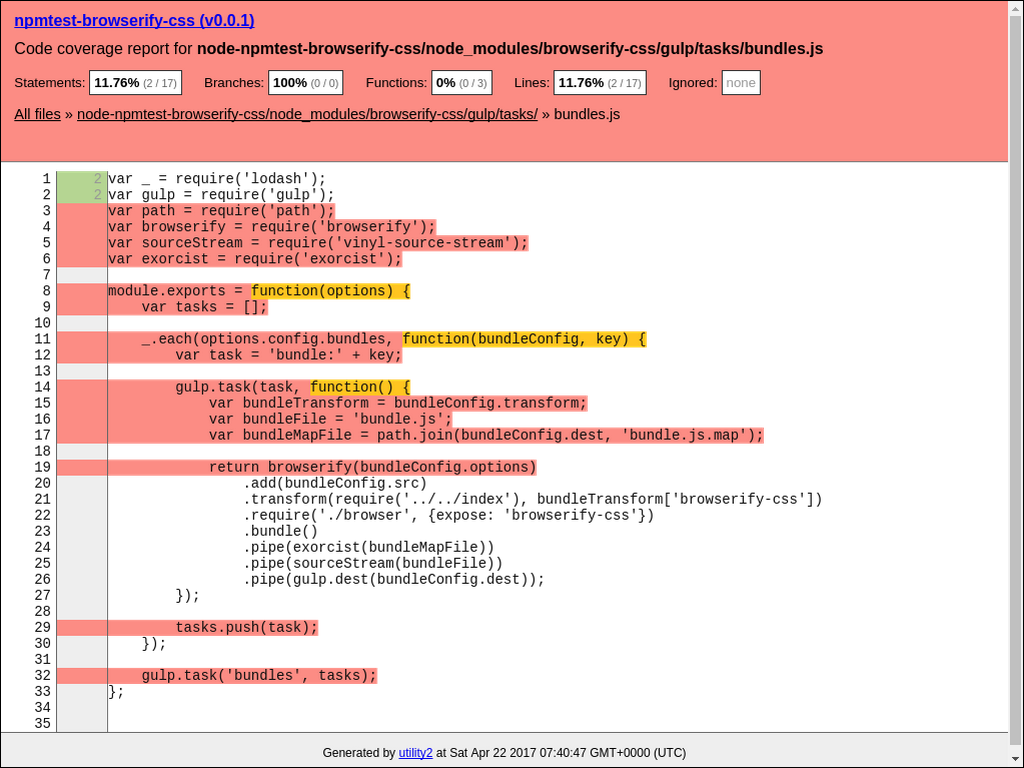 npmtest-browserify-css (v0.0.1)
Code coverage report for node-npmtest-browserify-css/node_modules/browserify-css/gulp/tasks/bundles.js
Statements: 11.76% (2 / 17) Branches: 100% (0 / 0) Functions: 0% (0 / 3) Lines: 11.76% (2 / 17) Ignored: none
All files » node-npmtest-browserify-css/node_modules/browserify-css/gulp/tasks/ » bundles.js
1 2 var _ = require('lodash');
2 2 var gulp = require('gulp');
3 var path = require('path');
4 var browserify = require('browserify');
5 var sourceStream = require('vinyl-source-stream');
6 var exorcist = require('exorcist');
7
8 module.exports = function(options) {
9     var tasks = [];
10
11     _.each(options.config.bundles, function(bundleConfig, key) {
12         var task = 'bundle:' + key;
13
14         gulp.task(task, function() {
15             var bundleTransform = bundleConfig.transform;
16             var bundleFile = 'bundle.js';
17             var bundleMapFile = path.join(bundleConfig.dest, 'bundle.js.map');
18
19             return browserify(bundleConfig.options)
20                 .add(bundleConfig.src)
21                 .transform(require('../../index'), bundleTransform['browserify-css'])
22                 .require('./browser', {expose: 'browserify-css'})
23                 .bundle()
24                 .pipe(exorcist(bundleMapFile))
25                 .pipe(sourceStream(bundleFile))
26                 .pipe(gulp.dest(bundleConfig.dest));
27         });
28
29         tasks.push(task);
30     });
31
32     gulp.task('bundles', tasks);
33 };
34
35
Generated by utility2 at Sat Apr 22 2017 07:40:47 GMT+0000 (UTC)